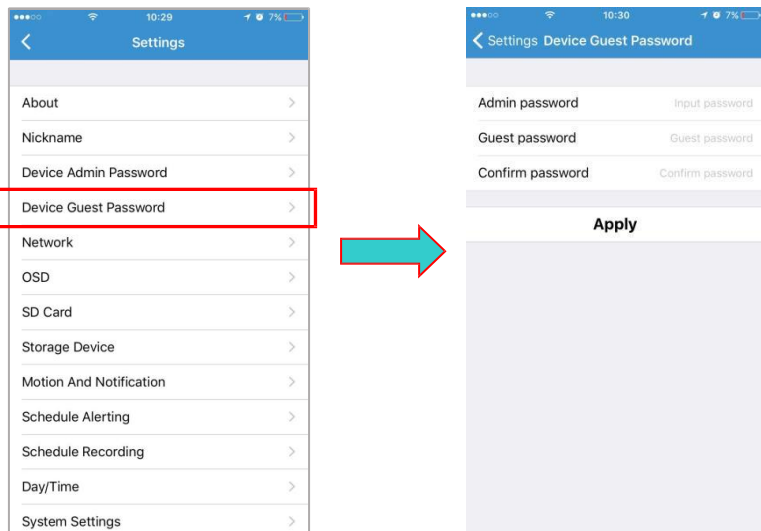 10:29 7%
Settings
About
Nickname
Device Admin Password
Device Guest Password
Network
OSD
SD Card
Storage Device
Motion And Notification
Schedule Alerting
Schedule Recording
Day/Time
System Settings
10:30 7%
Settings Device Guest Password
Admin password Input password
Guest password Guest password
Confirm password Confirm password
Apply